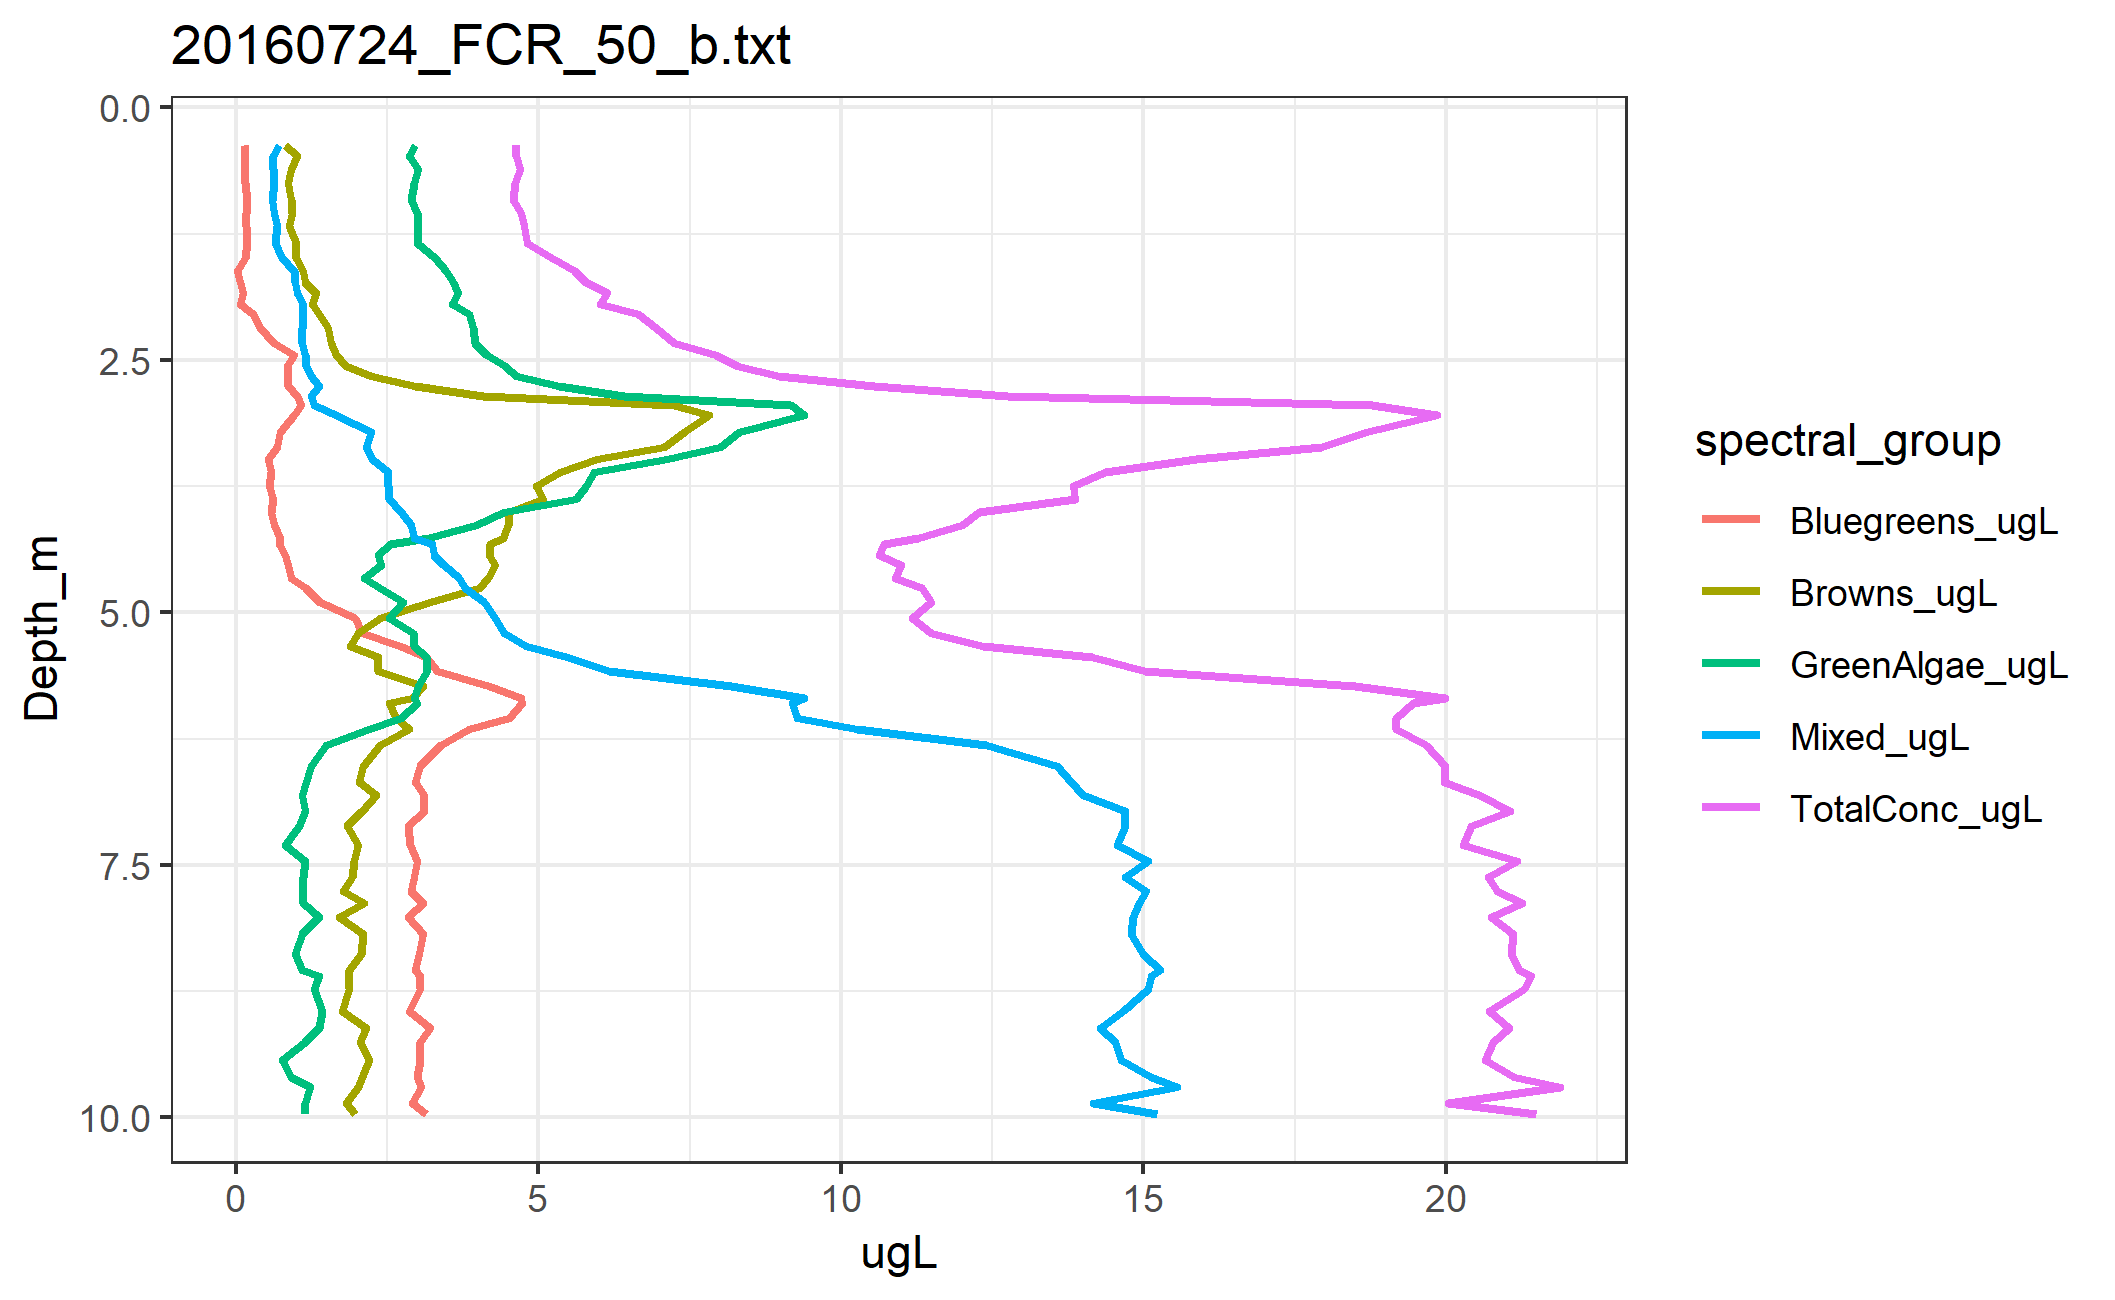 20160724_FCR_50_b.txt
0.0
2.5
5.0
7.5
10.0
Depth_m
0 5 10 15 20
ugL
spectral_group
Bluegreens_ugL
Browns_ugL
GreenAlgae_ugL
Mixed_ugL
TotalConc_ugL